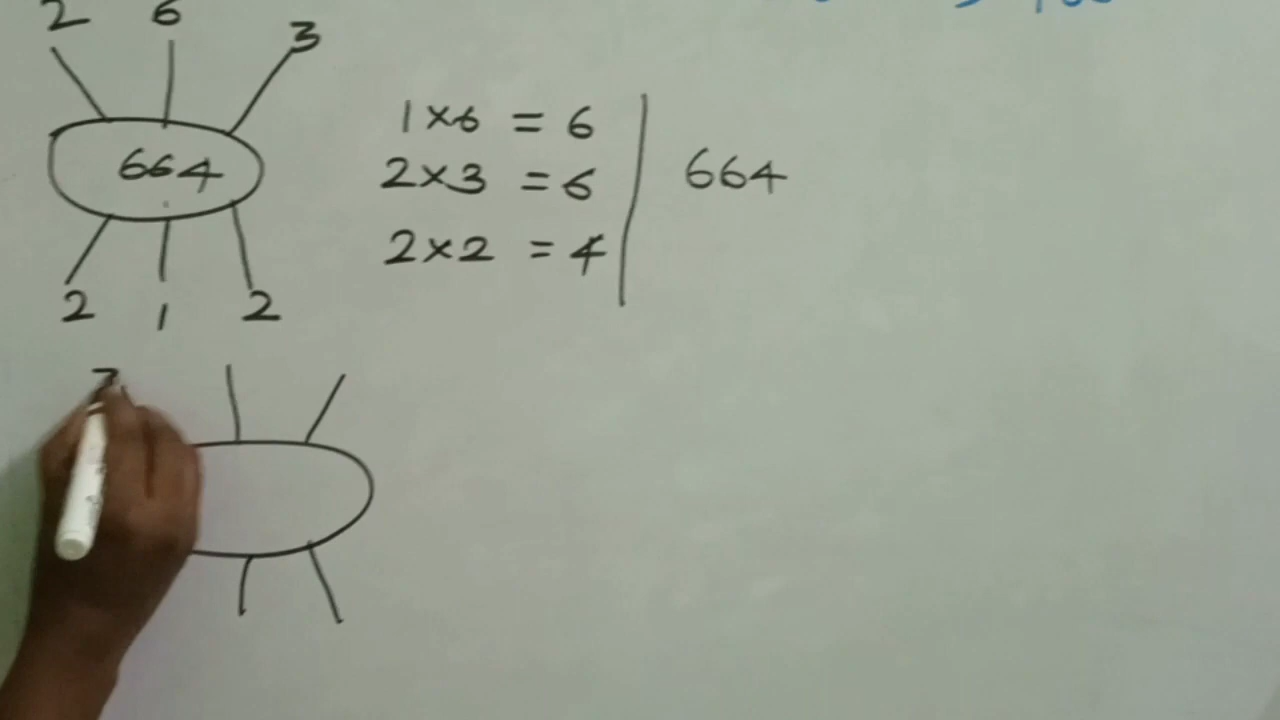 2 6 3
1×6 = 6
664
2×3 = 6
664
2×2 = 4
2 1 2